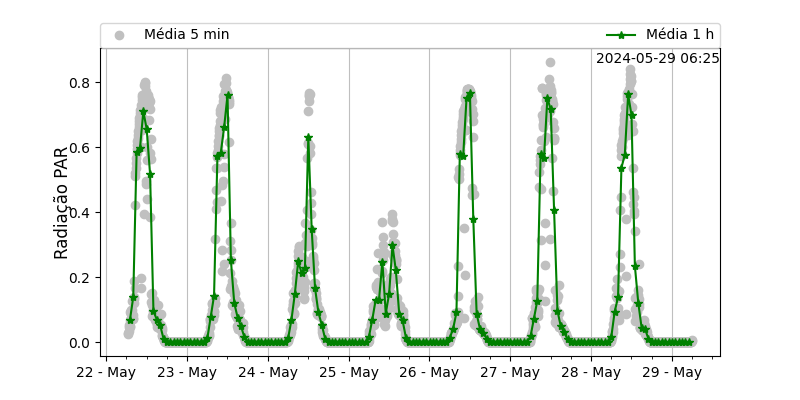 Média 5 min
Média 1 h
2024-05-29 06:25
Radiação PAR
0.8
0.6
0.4
0.2
0.0
22 - May
23 - May
24 - May
25 - May
26 - May
27 - May
28 - May
29 - May